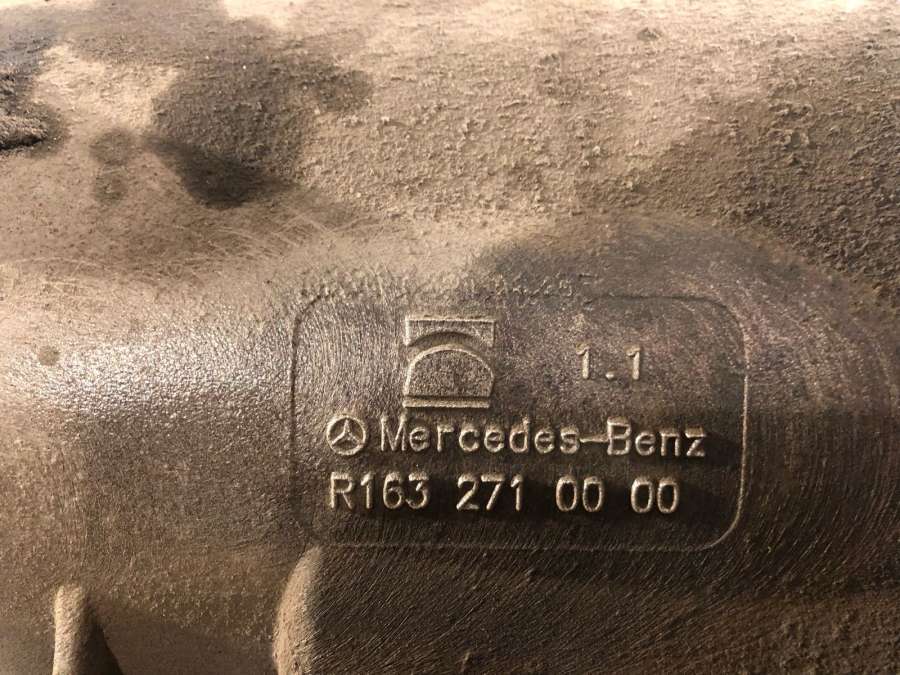 1.1
Mercedes-Benz
R163 271 00 00